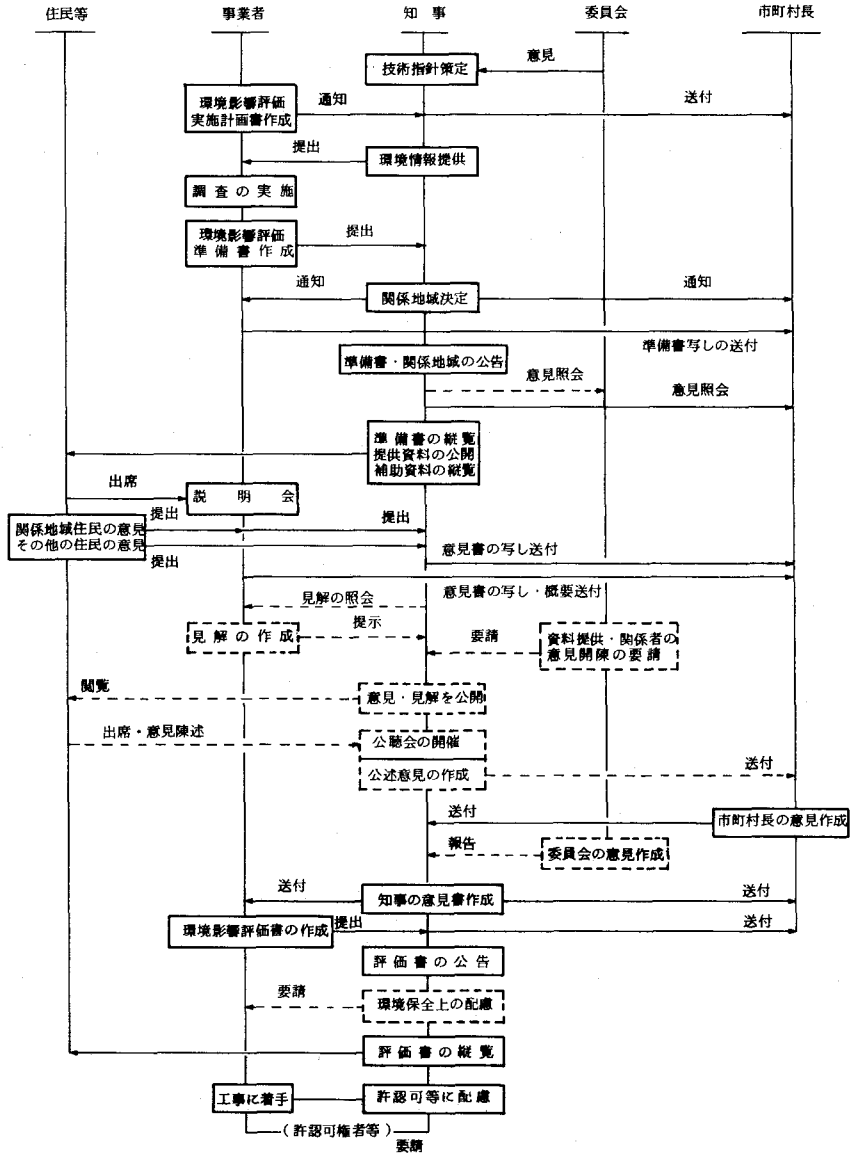 住民等
事業者
知事
委員会
市町村長
意見
技術指針策定
環境影響評価
実施計画書作成
通知
送付
提出
環境情報提供
調査の実施
環境影響評価
準備書作成
提出
通知
関係地域決定
通知
準備書写しの送付
準備書・関係地域の公告
意見照会
意見照会
準備書の縦覧
提供資料の公開
補助資料の縦覧
出席
説明会
提出
提出
関係地域住民の意見
その他の住民の意見
提出
意見書の写し送付
意見書の写し・概要送付
見解の照会
見解の作成
提示
要請
資料提供・関係者の
意見開陳の要請
閲覧
意見・見解を公開
出席・意見陳述
公聴会の開催
公述意見の作成
送付
送付
市町村長の意見作成
報告
委員会の意見作成
送付
知事の意見書作成
送付
環境影響評価書の作成
提出
送付
評価書の公告
要請
環境保全上の配慮
評価書の縦覧
工事に着手
許認可等に配慮
(許認可権者等)
要請